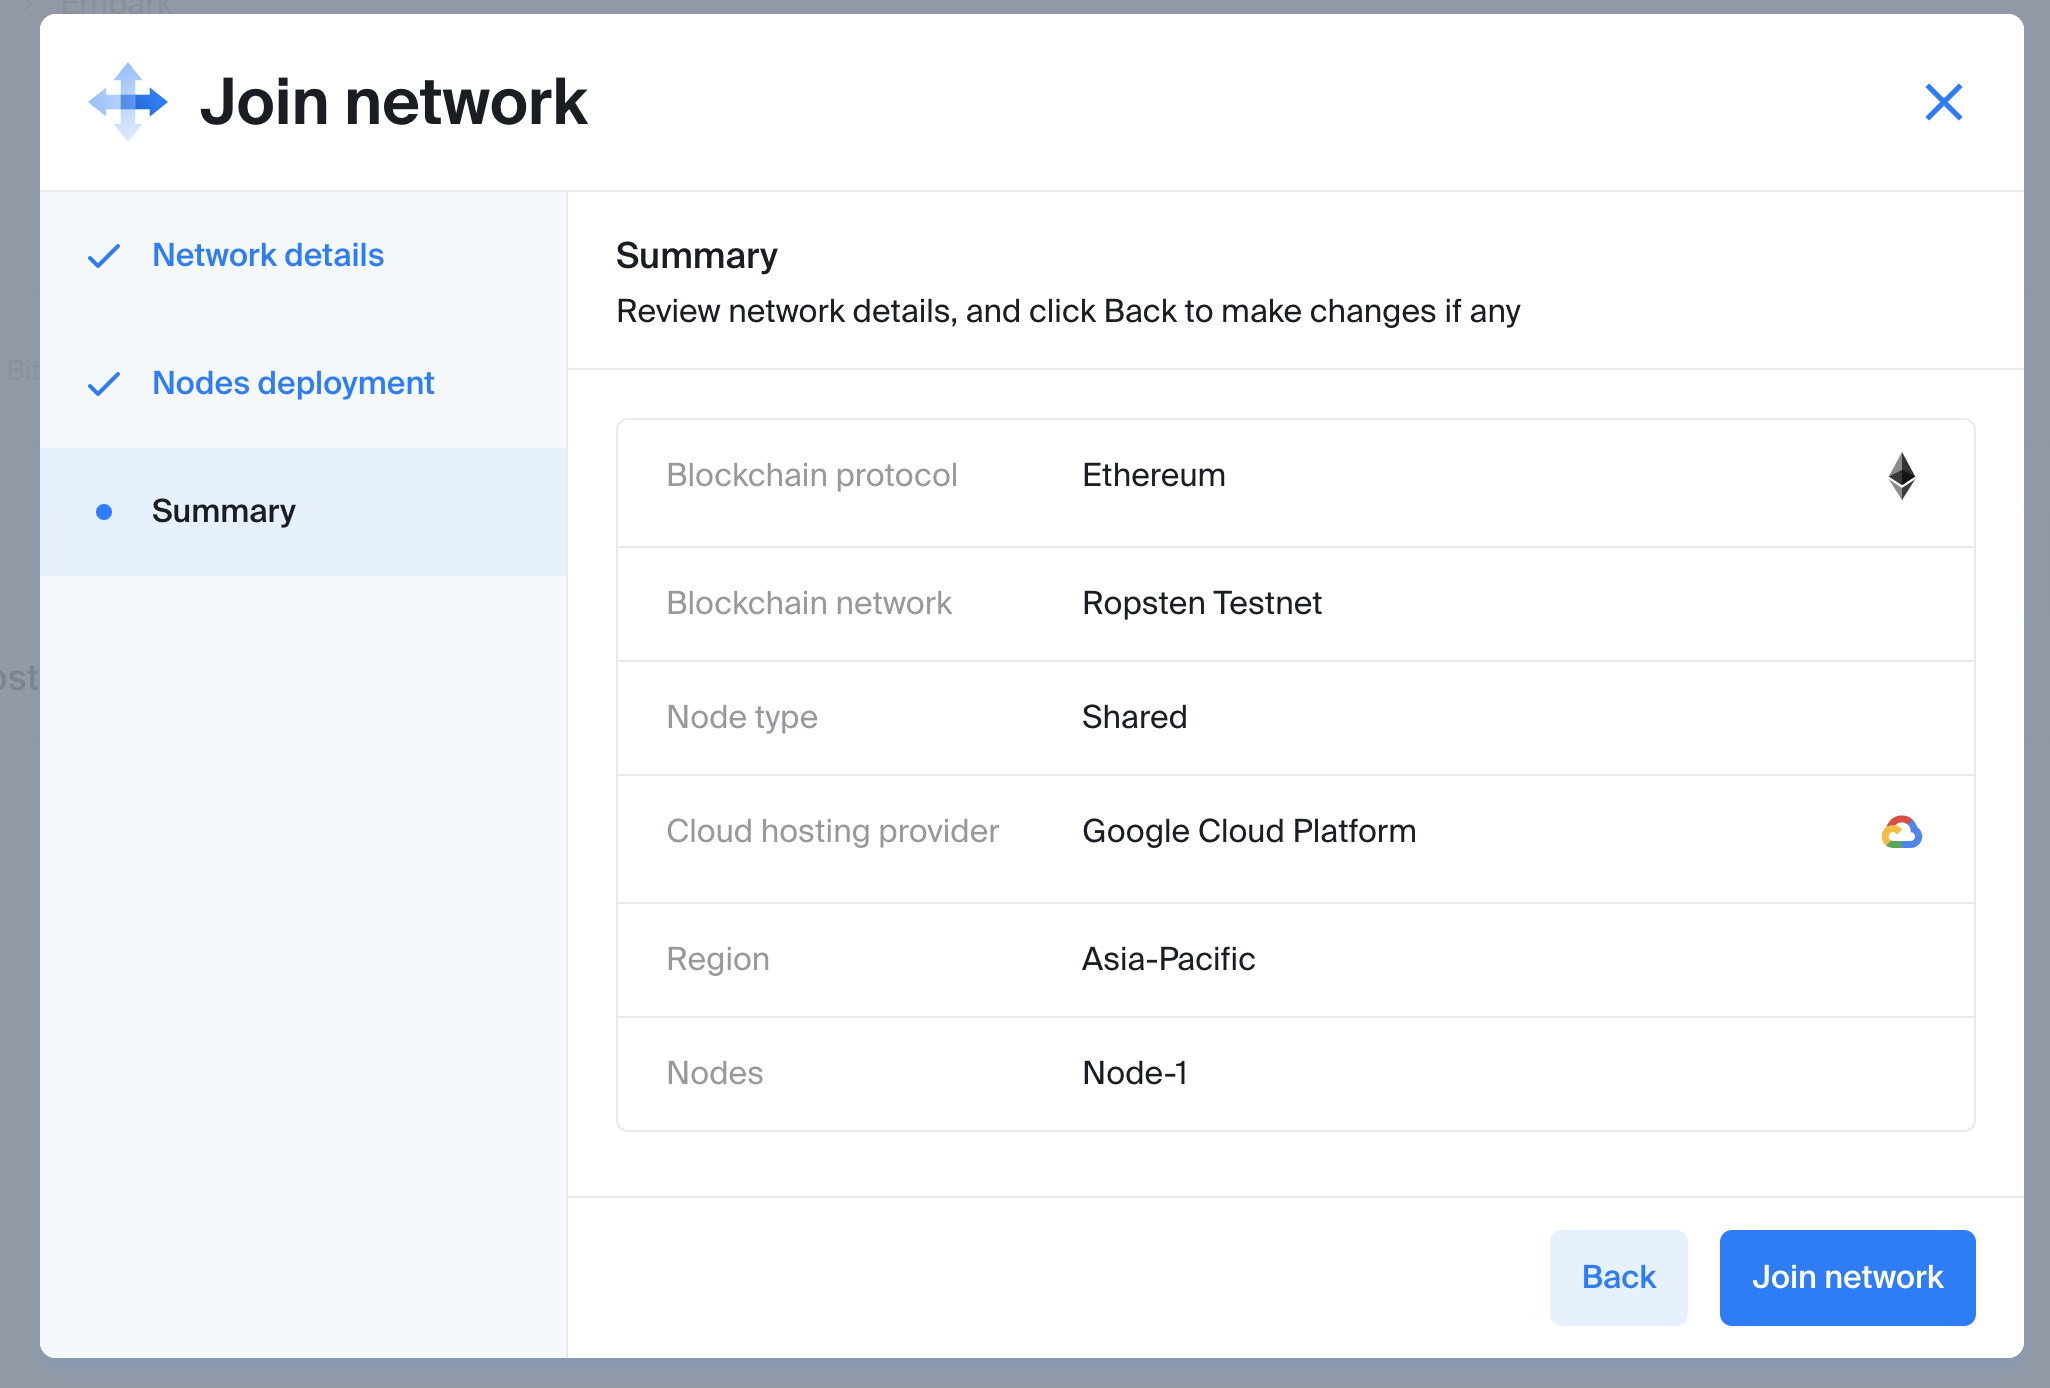 Embark
Join network
Network details
Nodes deployment
Summary
Summary
Review network details, and click Back to make changes if any
Blockchain protocol Ethereum
Blockchain network Ropsten Testnet
Node type Shared
Cloud hosting provider Google Cloud Platform
Region Asia-Pacific
Nodes Node-1
Back Join network